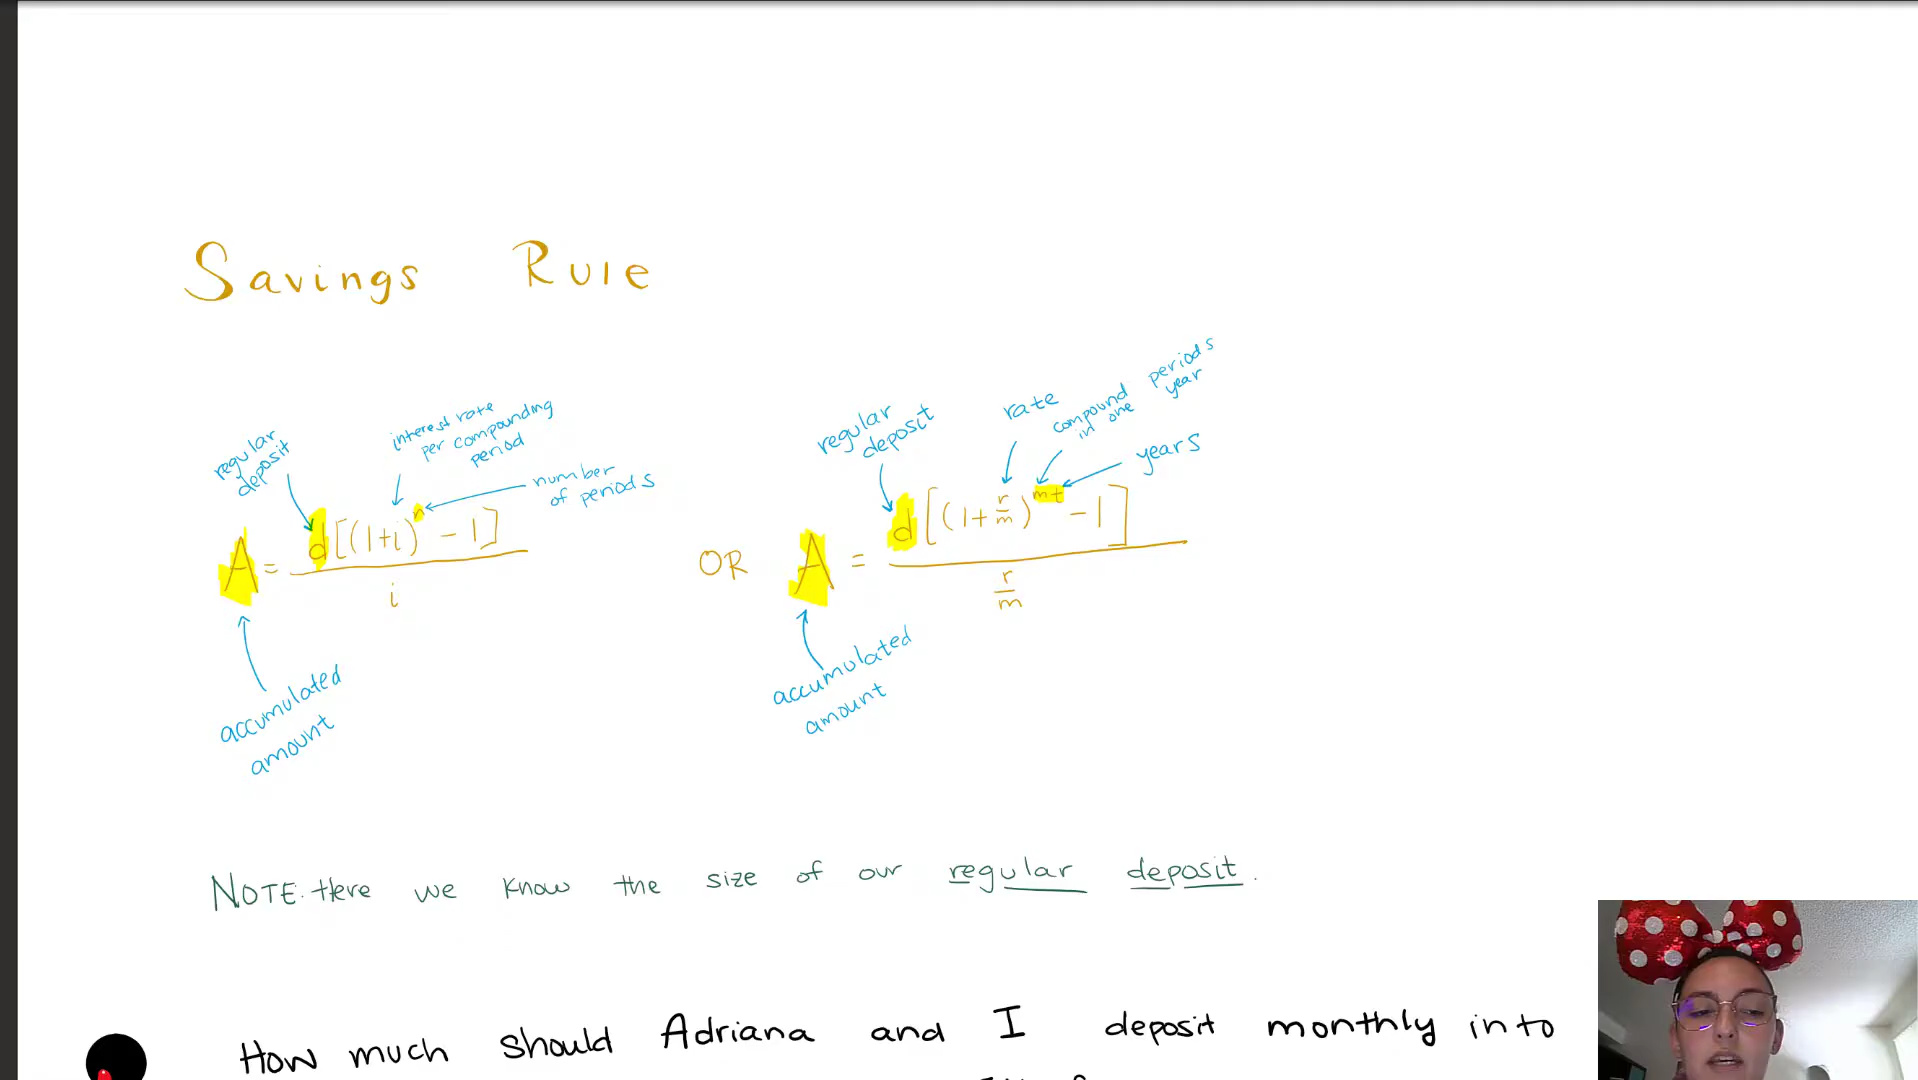 Savings Rule
regular deposit
interest rate per compounding period
number of periods
A = d[(1+i)^n - 1] / i
accumulated amount
OR
regular deposit
rate
compound periods in one year
years
A = d[(1+r/m)^mt - 1] / (r/m)
accumulated amount
NOTE: Here we know the size of our regular deposit.
How much should Adriana and I deposit monthly into